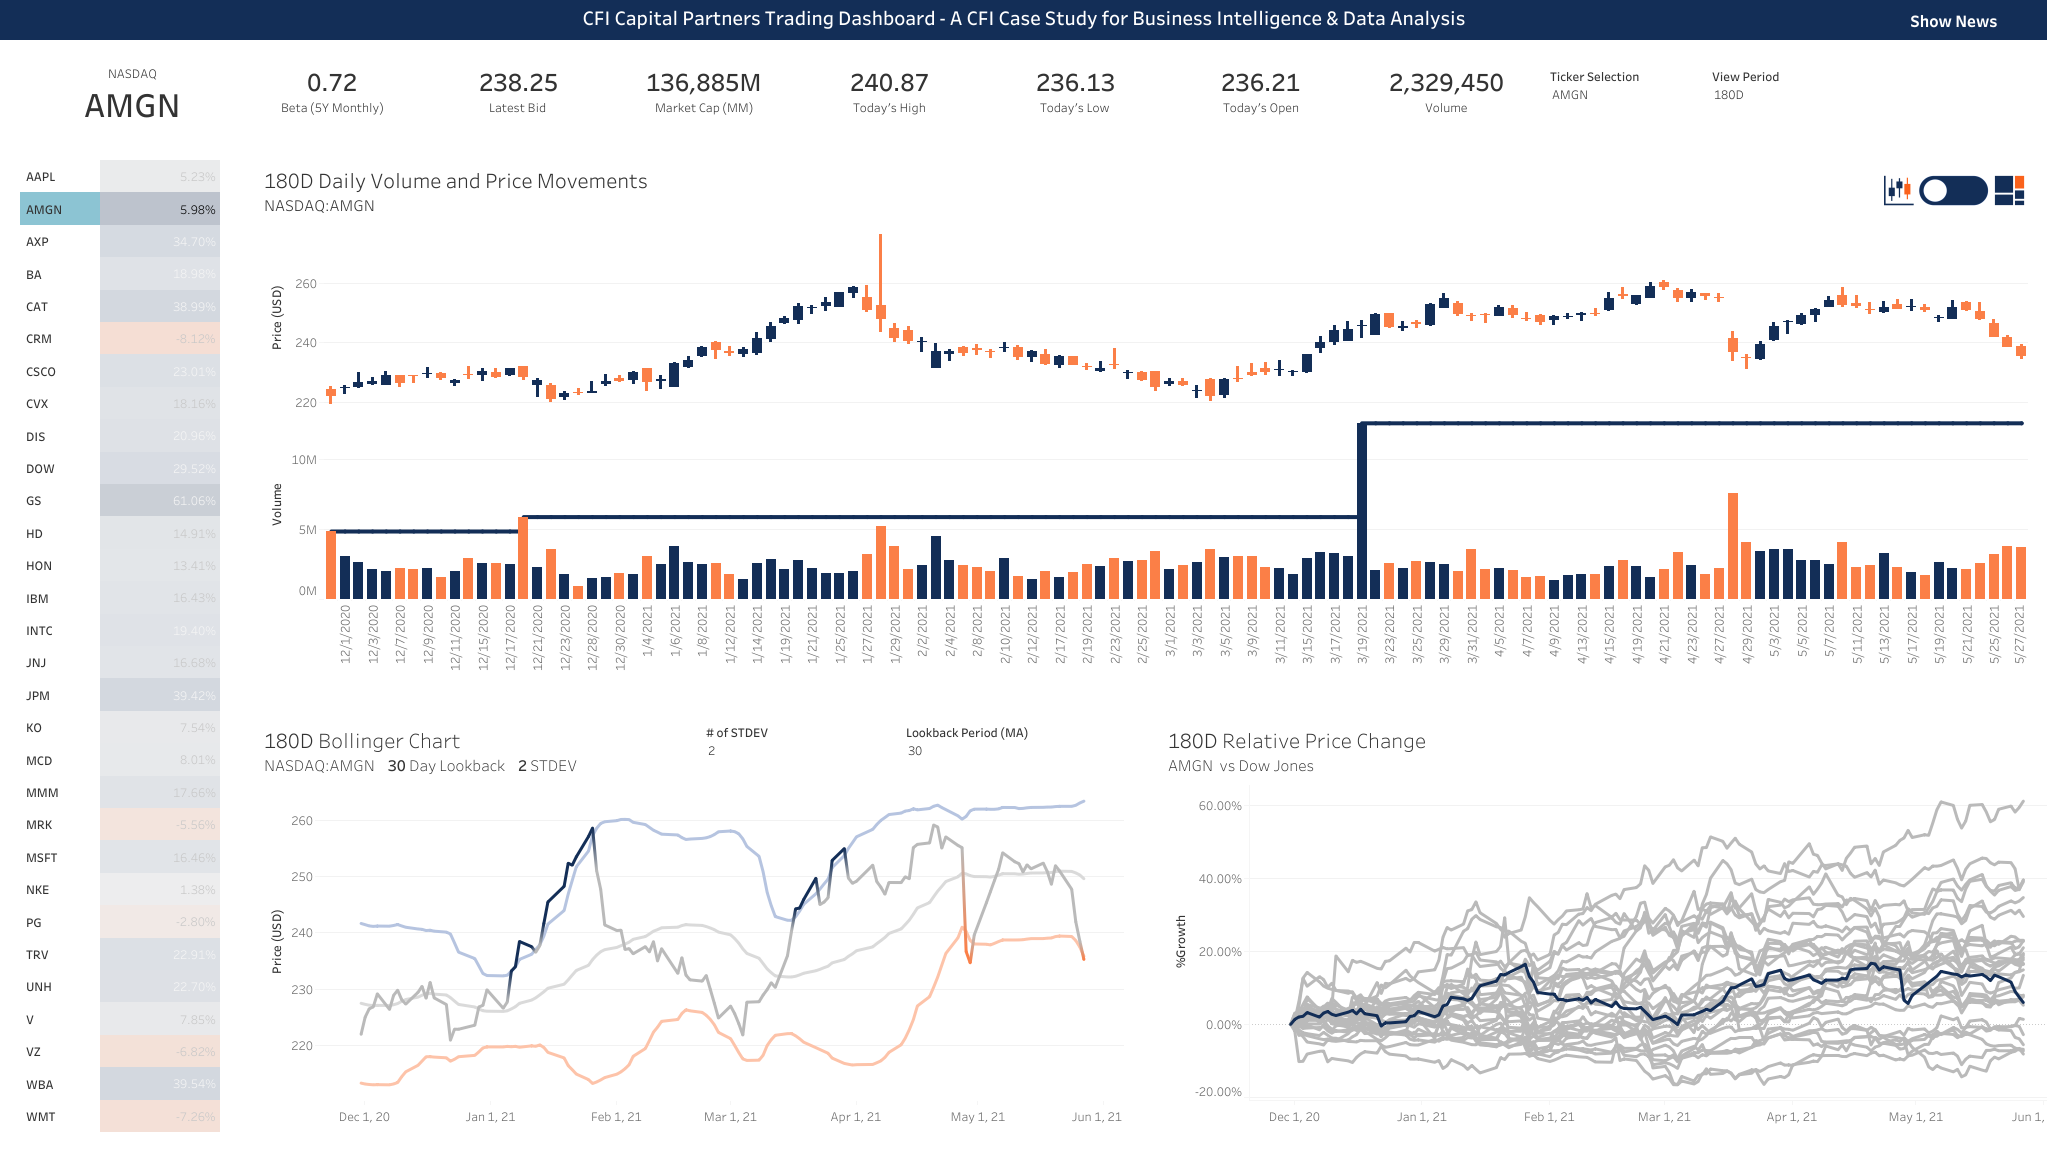 CFI Capital Partners Trading Dashboard - A CFI Case Study for Business Intelligence & Data Analysis
Show News
NASDAQ
AMGN
0.72
Beta (5Y Monthly)
238.25
Latest Bid
136,885M
Market Cap (MM)
240.87
Today's High
236.13
Today's Low
236.21
Today's Open
2,329,450
Volume
Ticker Selection
AMGN
View Period
180D
AAPL 5.23%
AMGN 5.98%
AXP 34.70%
BA 18.98%
CAT 38.99%
CRM -8.12%
CSCO 23.01%
CVX 18.16%
DIS 20.96%
DOW 29.52%
GS 61.06%
HD 14.91%
HON 13.41%
IBM 16.43%
INTC 19.40%
JNJ 16.68%
JPM 39.42%
KO 7.54%
MCD 8.01%
MMM 17.66%
MRK -5.56%
MSFT 16.46%
NKE 1.38%
PG -2.80%
TRV 22.91%
UNH 22.70%
V 7.85%
VZ -6.82%
WBA 39.54%
WMT -7.26%
180D Daily Volume and Price Movements
NASDAQ:AMGN
Price (USD)
260
240
220
Volume
10M
5M
0M
12/1/2020
12/3/2020
12/7/2020
12/9/2020
12/11/2020
12/15/2020
12/17/2020
12/21/2020
12/23/2020
12/28/2020
12/30/2020
1/4/2021
1/6/2021
1/8/2021
1/12/2021
1/14/2021
1/19/2021
1/21/2021
1/25/2021
1/27/2021
1/29/2021
2/2/2021
2/4/2021
2/8/2021
2/10/2021
2/12/2021
2/17/2021
2/19/2021
2/23/2021
2/25/2021
3/1/2021
3/3/2021
3/5/2021
3/9/2021
3/11/2021
3/15/2021
3/17/2021
3/19/2021
3/23/2021
3/25/2021
3/29/2021
3/31/2021
4/5/2021
4/7/2021
4/9/2021
4/13/2021
4/15/2021
4/19/2021
4/21/2021
4/23/2021
4/27/2021
4/29/2021
5/3/2021
5/5/2021
5/7/2021
5/11/2021
5/13/2021
5/17/2021
5/19/2021
5/21/2021
5/25/2021
5/27/2021
180D Bollinger Chart
NASDAQ:AMGN 30 Day Lookback 2 STDEV
# of STDEV
2
Lookback Period (MA)
30
Price (USD)
260
250
240
230
220
Dec 1, 20
Jan 1, 21
Feb 1, 21
Mar 1, 21
Apr 1, 21
May 1, 21
Jun 1, 21
180D Relative Price Change
AMGN vs Dow Jones
%Growth
60.00%
40.00%
20.00%
0.00%
-20.00%
Dec 1, 20
Jan 1, 21
Feb 1, 21
Mar 1, 21
Apr 1, 21
May 1, 21
Jun 1,